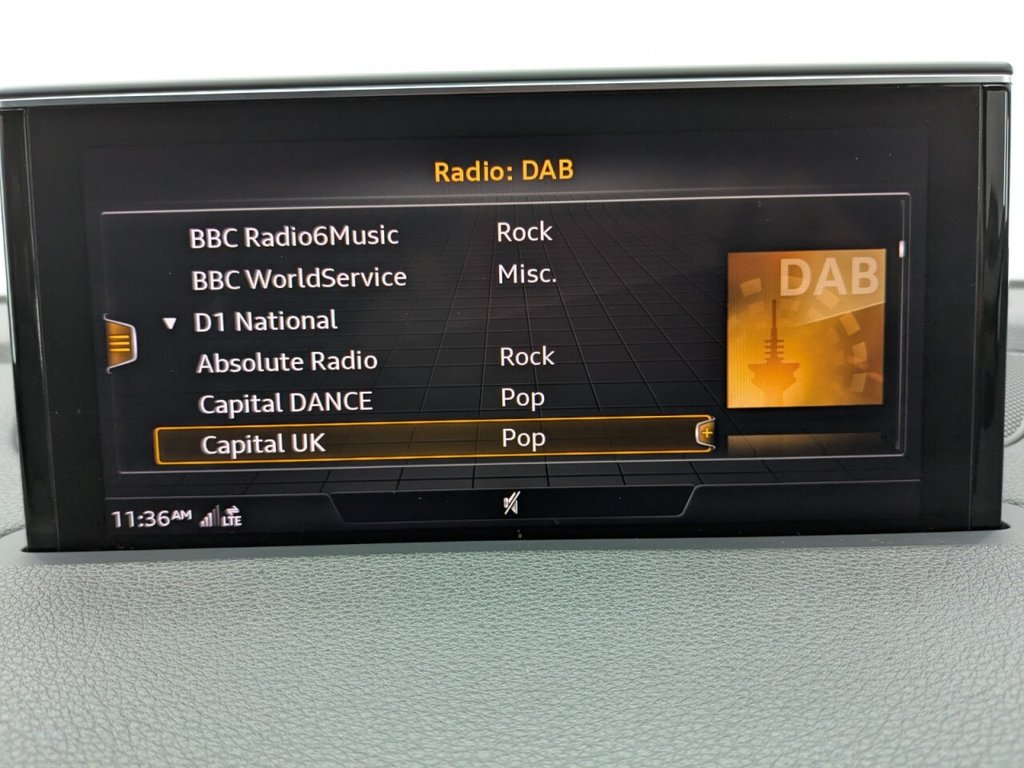 Radio: DAB
BBC Radio6Music Rock
BBC WorldService Misc.
D1 National
Absolute Radio Rock
Capital DANCE Pop
Capital UK Pop
DAB
11:36AM LTE